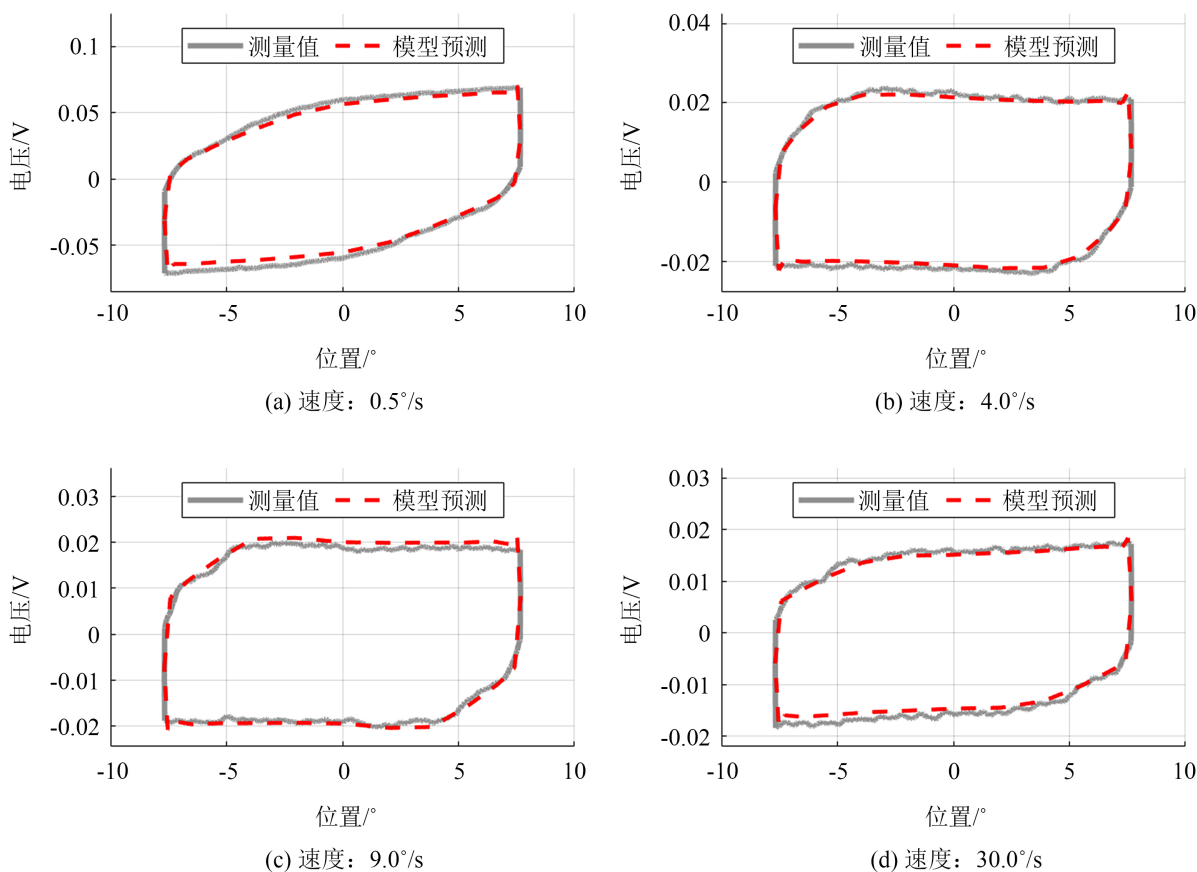 测量值 模型预测
0.1
0.05
0
-0.05
电压/V
-10 -5 0 5 10
位置/°
(a) 速度：0.5°/s
测量值 模型预测
0.04
0.02
0
-0.02
电压/V
-10 -5 0 5 10
位置/°
(b) 速度：4.0°/s
测量值 模型预测
0.03
0.02
0.01
0
-0.01
-0.02
电压/V
-10 -5 0 5 10
位置/°
(c) 速度：9.0°/s
测量值 模型预测
0.03
0.02
0.01
0
-0.01
-0.02
电压/V
-10 -5 0 5 10
位置/°
(d) 速度：30.0°/s